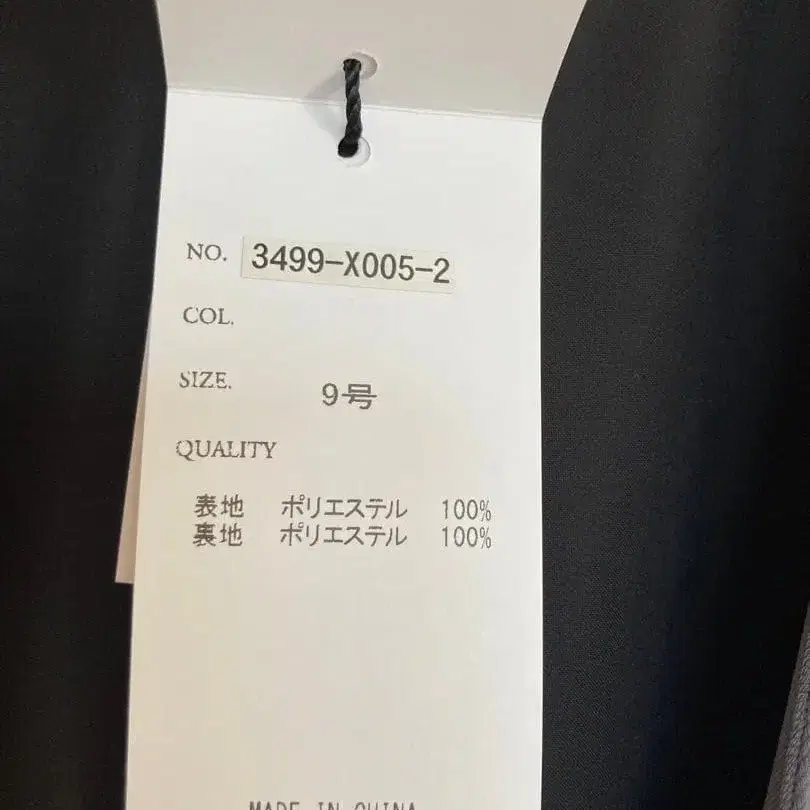 NO. 3499-X005-2
COL.
SIZE. 9号
QUALITY
表地 ポリエステル 100%
裏地 ポリエステル 100%
MADE IN CHINA